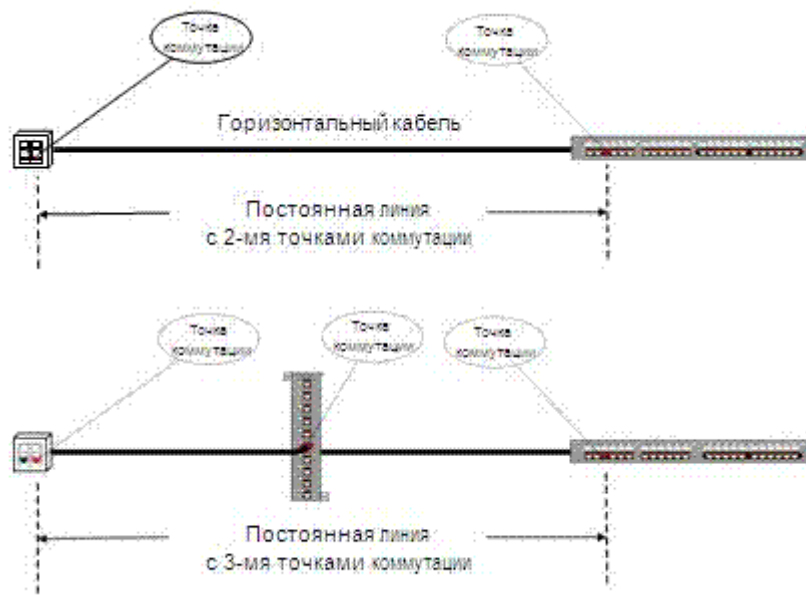 Точка
коммутации
Точка
коммутации
Горизонтальный кабель
Постоянная линия
с 2-мя точками коммутации
Точка
коммутации
Точка
коммутации
Точка
коммутации
Постоянная линия
с 3-мя точками коммутации